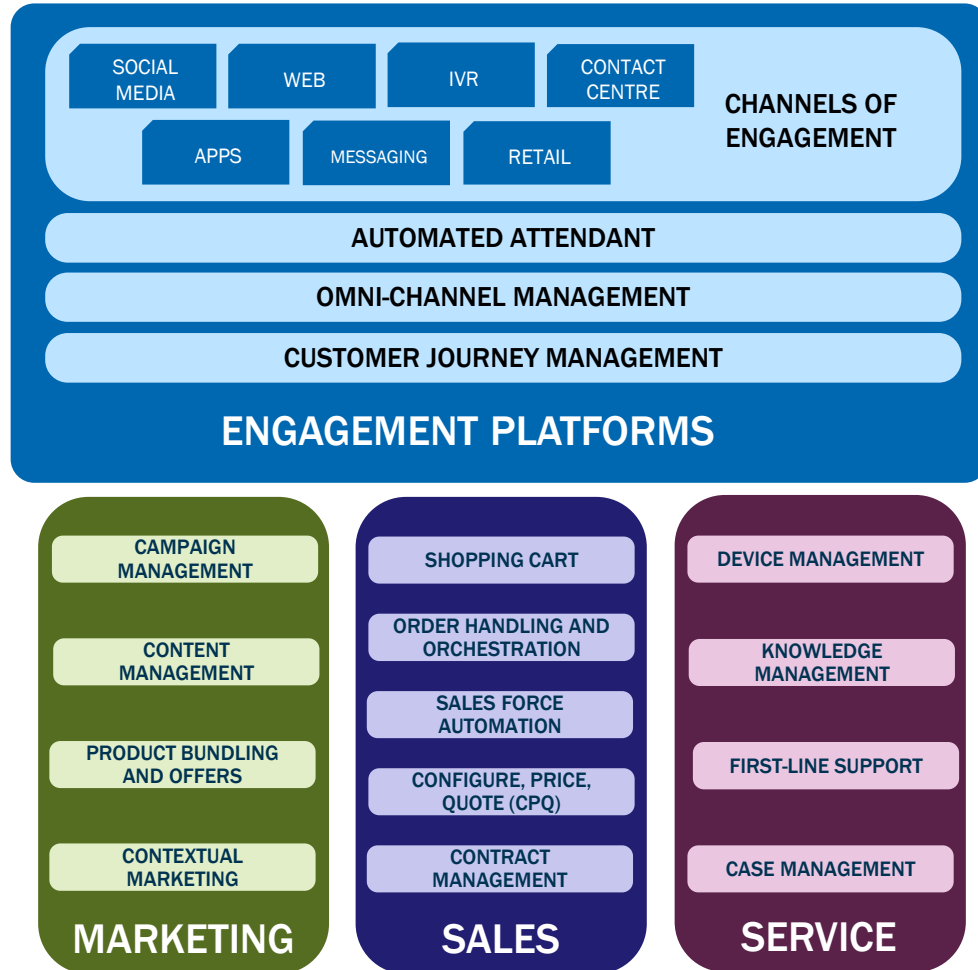 SOCIAL
MEDIA
WEB
IVR
CONTACT
CENTRE
APPS
MESSAGING
RETAIL
CHANNELS OF
ENGAGEMENT
AUTOMATED ATTENDANT
OMNI-CHANNEL MANAGEMENT
CUSTOMER JOURNEY MANAGEMENT
ENGAGEMENT PLATFORMS
CAMPAIGN
MANAGEMENT
CONTENT
MANAGEMENT
PRODUCT BUNDLING
AND OFFERS
CONTEXTUAL
MARKETING
MARKETING
SHOPPING CART
ORDER HANDLING AND
ORCHESTRATION
SALES FORCE
AUTOMATION
CONFIGURE, PRICE,
QUOTE (CPQ)
CONTRACT
MANAGEMENT
SALES
DEVICE MANAGEMENT
KNOWLEDGE
MANAGEMENT
FIRST-LINE SUPPORT
CASE MANAGEMENT
SERVICE